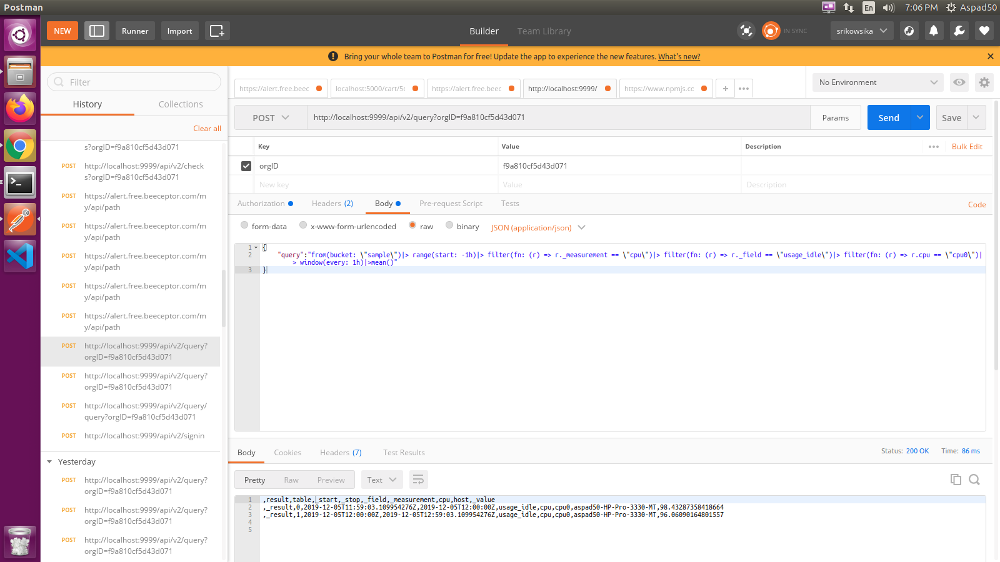 Postman
En
7:06 PM
Aspad50
NEW
Runner
Import
Builder
Team Library
IN SYNC
srikowsika
Bring your whole team to Postman for free! Update the app to experience the new features. What's new?
Filter
History
Collections
Clear all
s?orgID=f9a810cf5d43d071
POST http://localhost:9999/api/v2/check
s?orgID=f9a810cf5d43d071
POST https://alert.free.beeceptor.com/m
y/api/path
POST https://alert.free.beeceptor.com/m
y/api/path
POST https://alert.free.beeceptor.com/m
y/api/path
POST https://alert.free.beeceptor.com/m
y/api/path
POST https://alert.free.beeceptor.com/m
y/api/path
POST http://localhost:9999/api/v2/query?
orgID=f9a810cf5d43d071
POST http://localhost:9999/api/v2/query?
orgID=f9a810cf5d43d071
POST http://localhost:9999/api/v2/query/
query?orgID=f9a810cf5d43d071
POST http://localhost:9999/api/v2/signin
Yesterday
POST http://localhost:9999/api/v2/query?
orgID=f9a810cf5d43d071
POST http://localhost:9999/api/v2/query?
orgID=f9a810cf5d43d071
POST http://localhost:9999/api/v2/query?
orgID=f9a810cf5d43d071
https://alert.free.beec
localhost:5000/cart/5c
https://alert.free.beec
http://localhost:9999/
https://www.npmjs.cc
No Environment
POST
http://localhost:9999/api/v2/query?orgID=f9a810cf5d43d071
Params
Send
Save
Key Value Description
Bulk Edit
orgID f9a810cf5d43d071
New key Value Description
Authorization
Headers (2)
Body
Pre-request Script
Tests
Code
form-data
x-www-form-urlencoded
raw
binary
JSON (application/json)
1 {
2 "query":"from(bucket: \"sample\")|> range(start: -1h)|> filter(fn: (r) => r._measurement == \"cpu\")|> filter(fn: (r) => r._field == \"usage_idle\")|> filter(fn: (r) => r.cpu == \"cpu0\")|
> window(every: 1h)|>mean()"
3 }
Body
Cookies
Headers (7)
Test Results
Status: 200 OK
Time: 86 ms
Pretty
Raw
Preview
Text
1 ,result,table,_start,_stop,_field,_measurement,cpu,host,_value
2 ,_result,0,2019-12-05T11:59:03.109954276Z,2019-12-05T12:00:00Z,usage_idle,cpu,cpu0,aspad50-HP-Pro-3330-MT,98.43287358418664
3 ,_result,1,2019-12-05T12:00:00Z,2019-12-05T12:59:03.109954276Z,usage_idle,cpu,cpu0,aspad50-HP-Pro-3330-MT,96.06090164801557
4
5